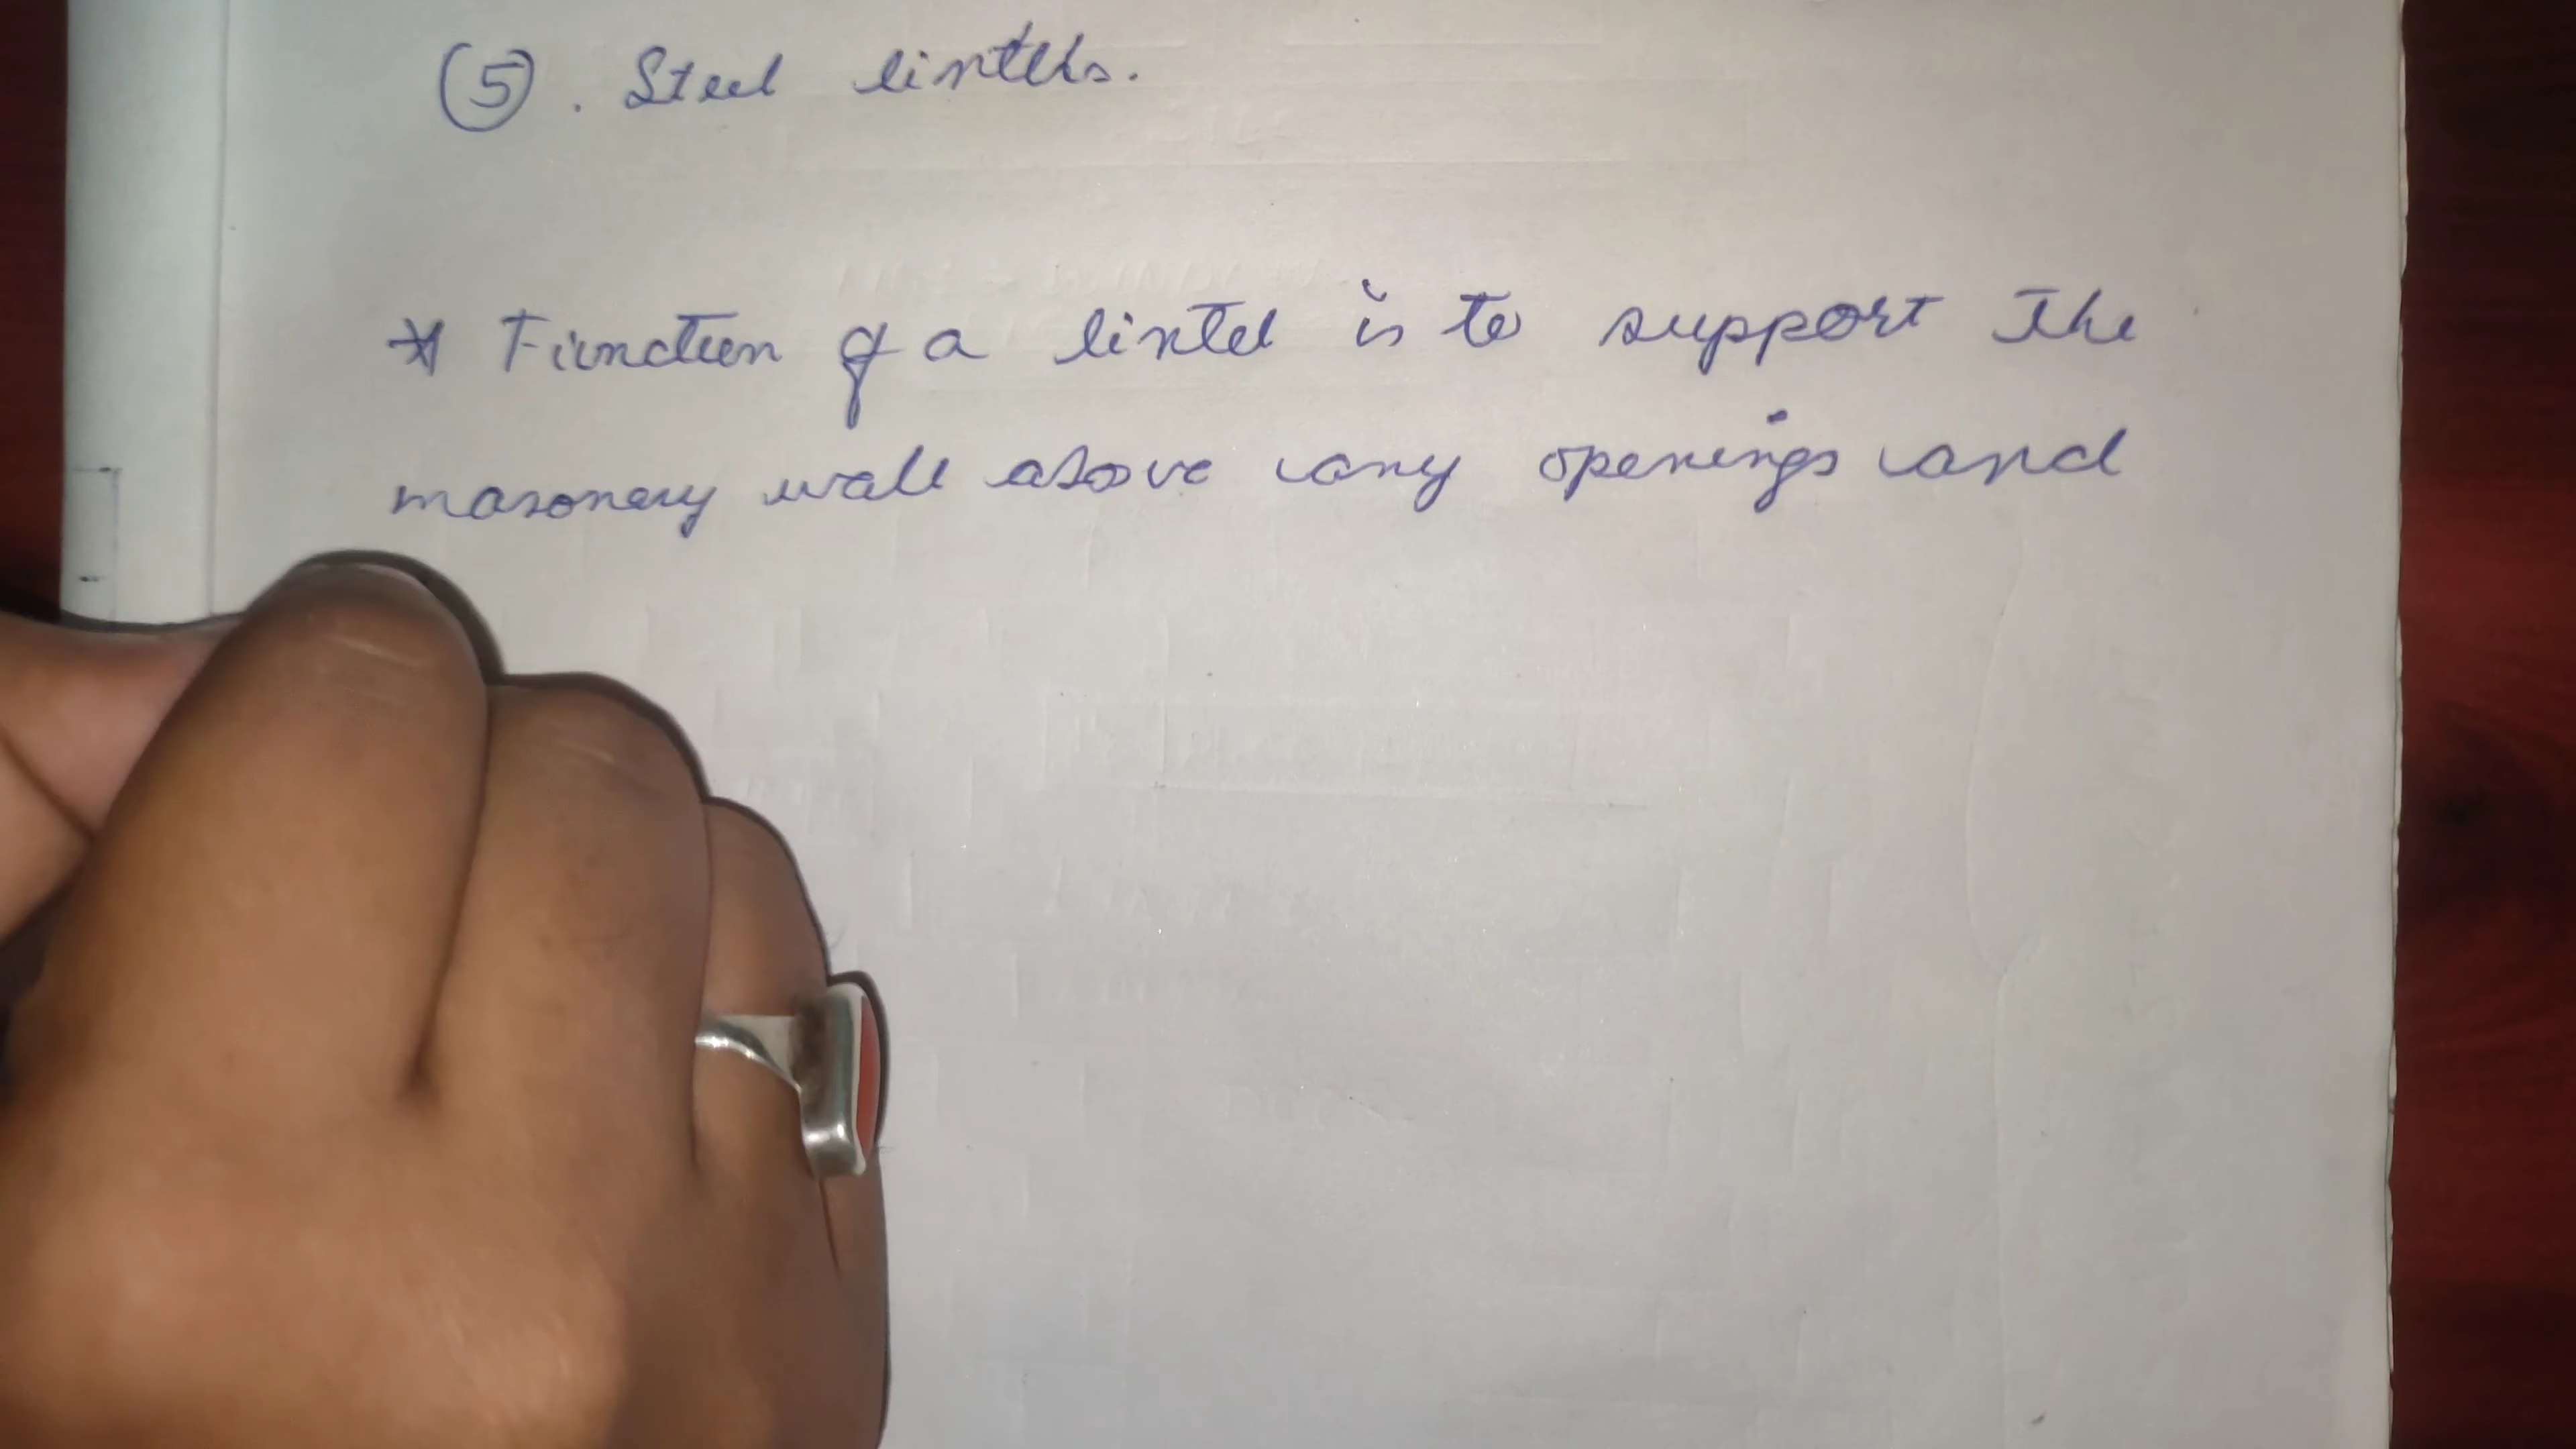 (5). Steel lintels.
* Function of a lintel is to support the
masonery wall above any openings and